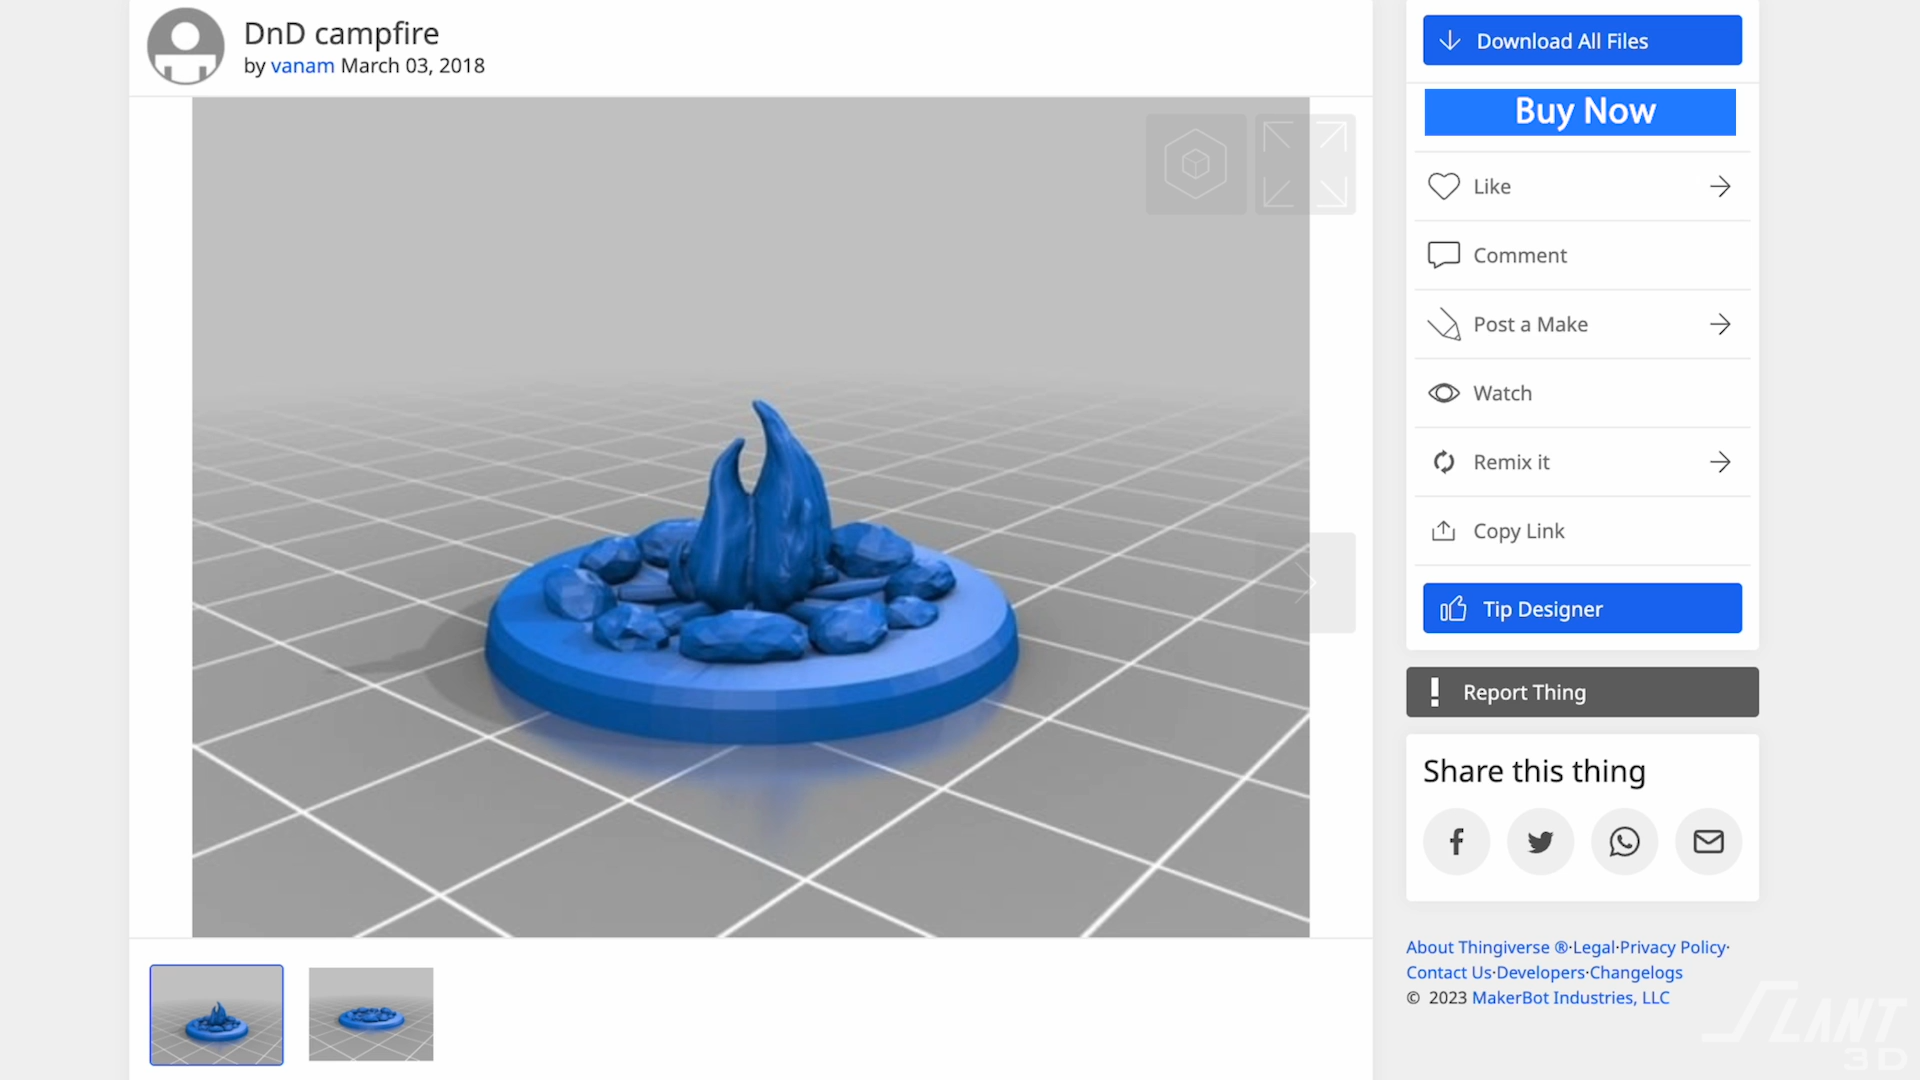 DnD campfire
by vanam March 03, 2018
Download All Files
Buy Now
Like
Comment
Post a Make
Watch
Remix it
Copy Link
Tip Designer
Report Thing
Share this thing
About Thingiverse ®·Legal·Privacy Policy·
Contact Us·Developers·Changelogs
© 2023 MakerBot Industries, LLC
SLANT
3D